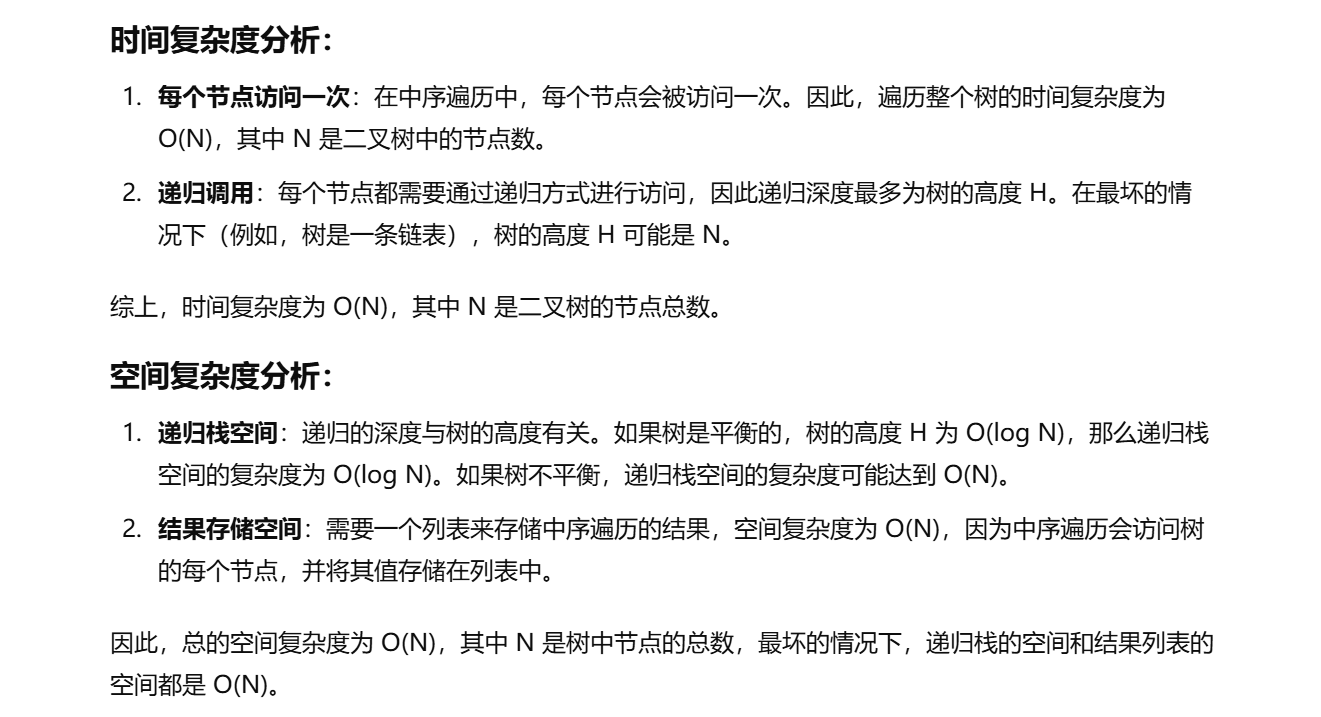 时间复杂度分析：
1. 每个节点访问一次：在中序遍历中，每个节点会被访问一次。因此，遍历整个树的时间复杂度为
O(N)，其中 N 是二叉树中的节点数。
2. 递归调用：每个节点都需要通过递归方式进行访问，因此递归深度最多为树的高度 H。在最坏的情
况下（例如，树是一条链表），树的高度 H 可能是 N。
综上，时间复杂度为 O(N)，其中 N 是二叉树的节点总数。
空间复杂度分析：
1. 递归栈空间：递归的深度与树的高度有关。如果树是平衡的，树的高度 H 为 O(log N)，那么递归栈
空间的复杂度为 O(log N)。如果树不平衡，递归栈空间的复杂度可能达到 O(N)。
2. 结果存储空间：需要一个列表来存储中序遍历的结果，空间复杂度为 O(N)，因为中序遍历会访问树
的每个节点，并将其值存储在列表中。
因此，总的空间复杂度为 O(N)，其中 N 是树中节点的总数，最坏的情况下，递归栈的空间和结果列表的
空间都是 O(N)。